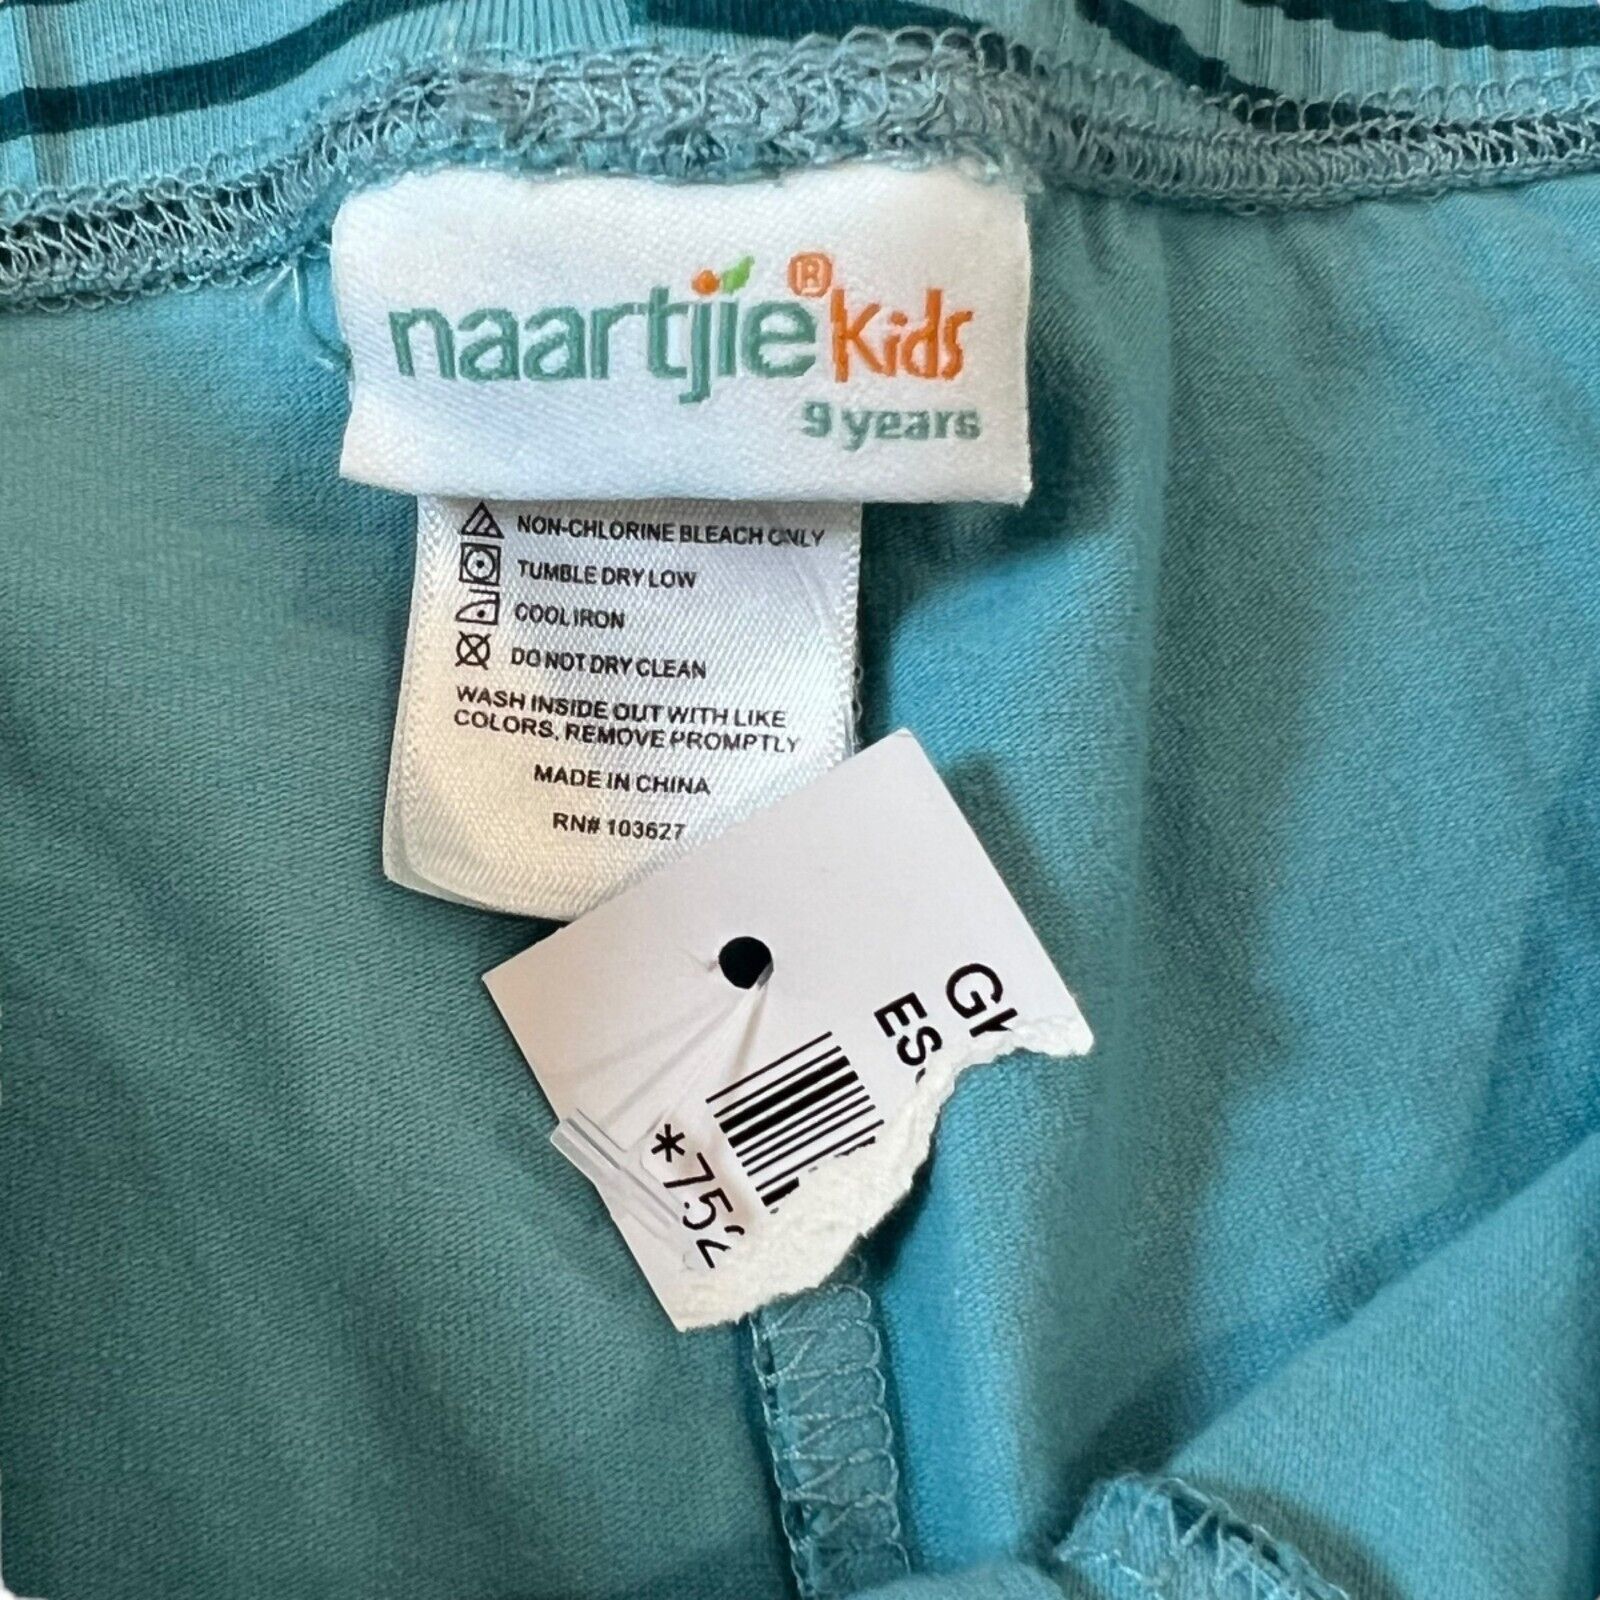 naartjie® kids
9 years
NON-CHLORINE BLEACH ONLY
TUMBLE DRY LOW
COOL IRON
DO NOT DRY CLEAN
WASH INSIDE OUT WITH LIKE
COLORS, REMOVE PROMPTLY
MADE IN CHINA
RN# 103627
*752